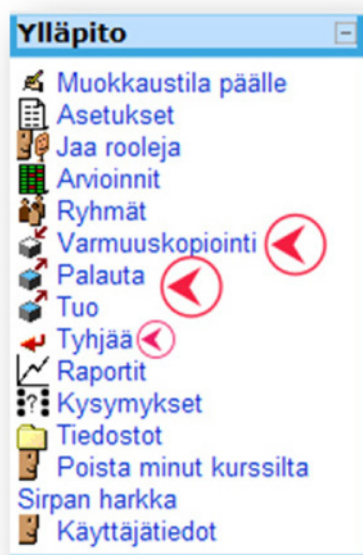 Ylläpito
Muokkaustila päälle
Asetukset
Jaa rooleja
Arvioinnit
Ryhmät
Varmuuskopiointi
Palauta
Tuo
Tyhjää
Raportit
Kysymykset
Tiedostot
Poista minut kurssilta
Sirpan harkka
Käyttäjätiedot